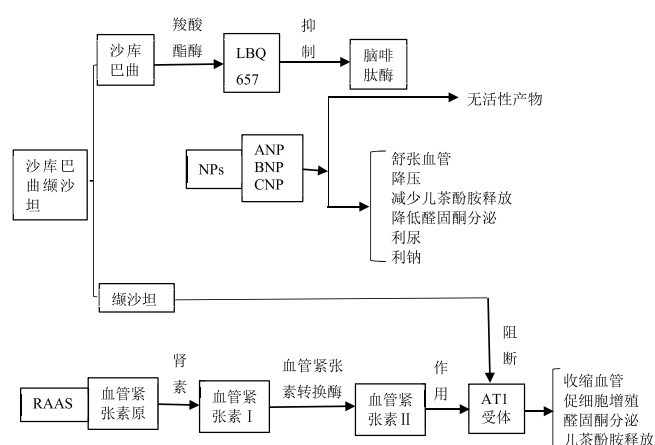 沙库巴曲缬沙坦
沙库
巴曲
羧酸
酯酶
LBQ
657
抑
制
脑啡
肽酶
NPs
ANP
BNP
CNP
无活性产物
舒张血管
降压
减少儿茶酚胺释放
降低醛固酮分泌
利尿
利钠
缬沙坦
阻
断
RAAS
血管紧
张素原
肾
素
血管紧
张素 I
血管紧张
素转换酶
血管紧
张素 II
作
用
AT1
受体
收缩血管
促细胞增殖
醛固酮分泌
儿茶酚胺释放